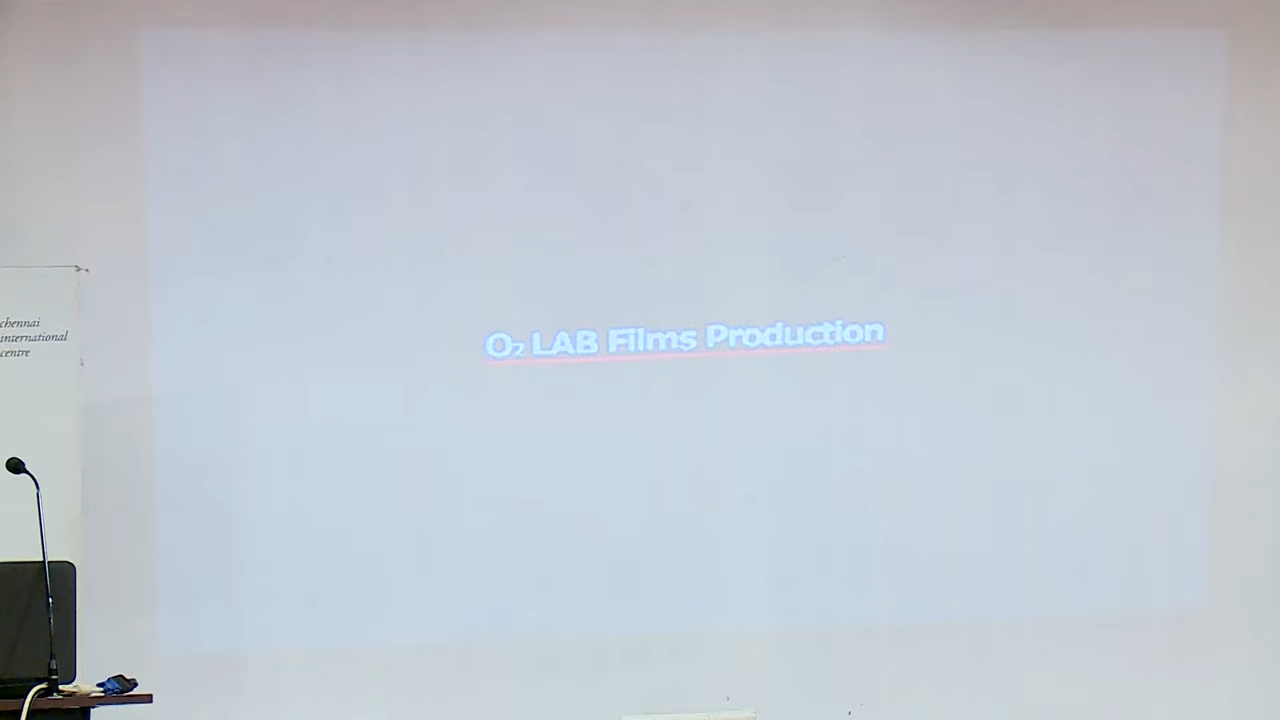 chennai
international
centre
O₂ LAB Films Production